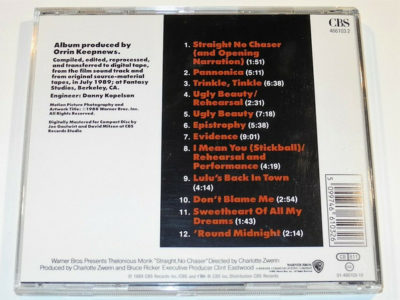 CBS
Album produced by
Orrin Keepnews.
Compiled, edited, reprocessed,
and transferred to digital tape,
from the film sound track and
from original source-material
tapes, in July 1989; at Fantasy
Studios, Berkeley, CA.
Engineer: Danny Kopelson
Motion Picture Photography and
Artwork Title: ©1988 Warner Bros. Inc.
All Rights Reserved.
Digitally Mastered for Compact Disc by
Joe Gastwirt and David Mitson at CBS
Records Studio
1. Straight No Chaser
(and Opening
Narration) (1:51)
2. Pannonica (5:11)
3. Trinkle, Tinkle (6:38)
4. Ugly Beauty/
Rehearsal (2:31)
5. Ugly Beauty (7:18)
6. Epistrophy (5:38)
7. Evidence (9:01)
8. I Mean You (Stickball)/
Rehearsal and
Performance (4:19)
9. Lulu's Back In Town
(4:14)
10. Don't Blame Me (2:54)
11. Sweetheart Of All My
Dreams (1:43)
12. 'Round Midnight (2:14)
Warner Bros. Presents Thelonious Monk "Straight, No Chaser" Directed by Charlotte Zwerin
Produced by Charlotte Zwerin and Bruce Ricker Executive Producer Clint Eastwood
WARNER BROS